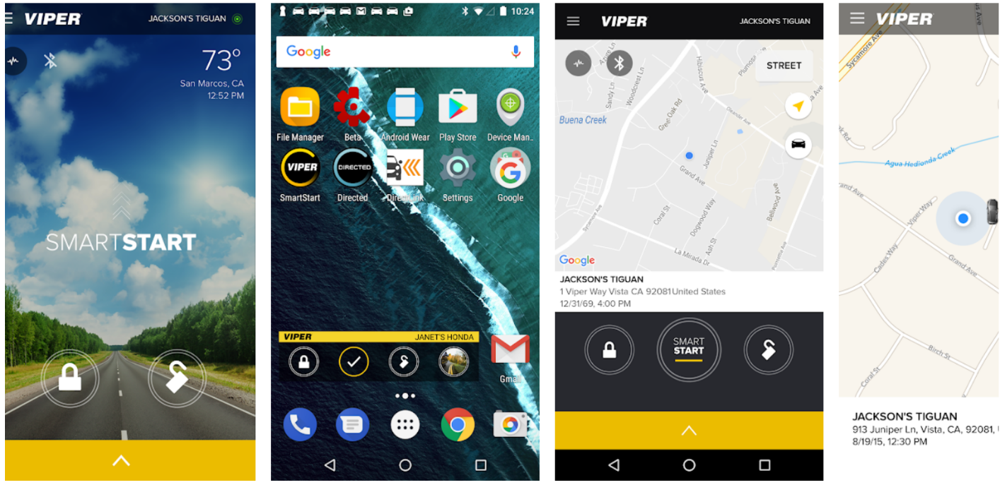 VIPER
JACKSON'S TIGUAN
73°
San Marcos, CA
12:52 PM
SMARTSTART
10:24
Google
File Manager
Beta
Android Wear
Play Store
Device Man..
VIPER
DIRECTED
SmartStart
Directed
DirectLink
Settings
Google
VIPER
JANET'S HONDA
Gmail
VIPER
JACKSON'S TIGUAN
STREET
Azure Ln
Sandy Ln
Woodcrest Ln
Hibiscus Ave
Buena Creek
Green Oak Rd
Oleander Ave
Juniper Ln
Grand Ave
Coral St
Dogwood Way
Bellwood Ave
Ash St
Sycamore Ave
La Mirada Dr
Poinsettia Ave
Google
JACKSON'S TIGUAN
1 Viper Way Vista CA 92081United States
12/31/69, 4:00 PM
SMART
START
VIPER
Sycamore Ave
Agua Hedionda Creek
Viper Way
Cades Way
Grand Ave
Birch St
Coral St
JACKSON'S TIGUAN
913 Juniper Ln, Vista, CA, 92081,
8/19/15, 12:30 PM